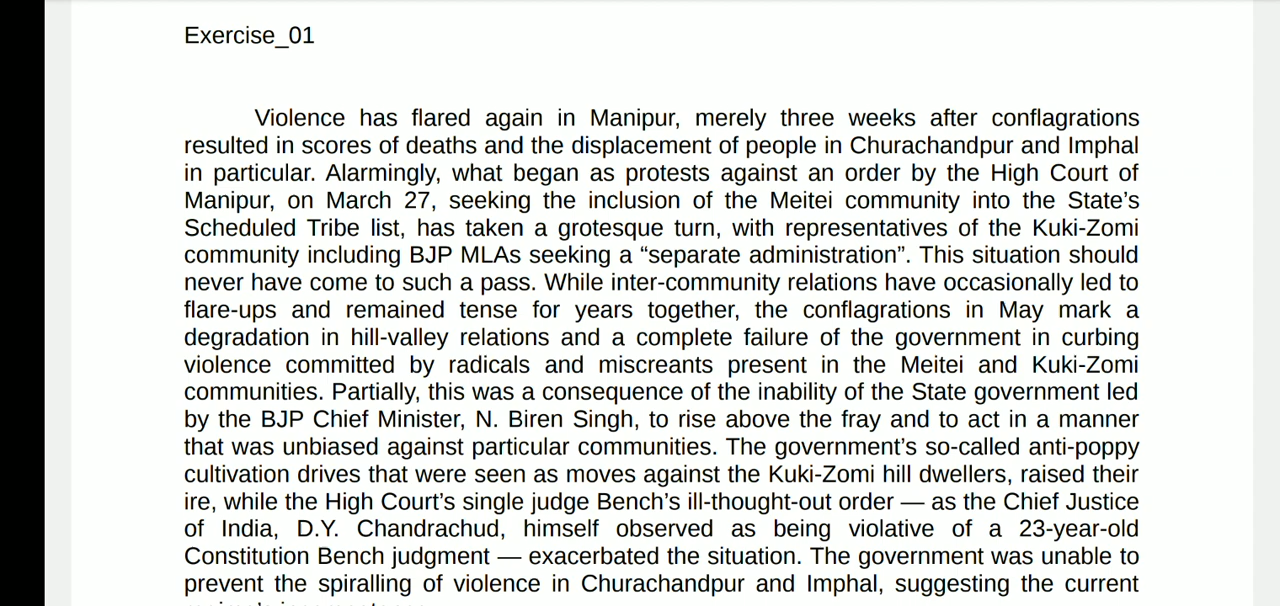 Exercise_01
Violence has flared again in Manipur, merely three weeks after conflagrations
resulted in scores of deaths and the displacement of people in Churachandpur and Imphal
in particular. Alarmingly, what began as protests against an order by the High Court of
Manipur, on March 27, seeking the inclusion of the Meitei community into the State’s
Scheduled Tribe list, has taken a grotesque turn, with representatives of the Kuki-Zomi
community including BJP MLAs seeking a “separate administration”. This situation should
never have come to such a pass. While inter-community relations have occasionally led to
flare-ups and remained tense for years together, the conflagrations in May mark a
degradation in hill-valley relations and a complete failure of the government in curbing
violence committed by radicals and miscreants present in the Meitei and Kuki-Zomi
communities. Partially, this was a consequence of the inability of the State government led
by the BJP Chief Minister, N. Biren Singh, to rise above the fray and to act in a manner
that was unbiased against particular communities. The government’s so-called anti-poppy
cultivation drives that were seen as moves against the Kuki-Zomi hill dwellers, raised their
ire, while the High Court’s single judge Bench’s ill-thought-out order — as the Chief Justice
of India, D.Y. Chandrachud, himself observed as being violative of a 23-year-old
Constitution Bench judgment — exacerbated the situation. The government was unable to
prevent the spiralling of violence in Churachandpur and Imphal, suggesting the current